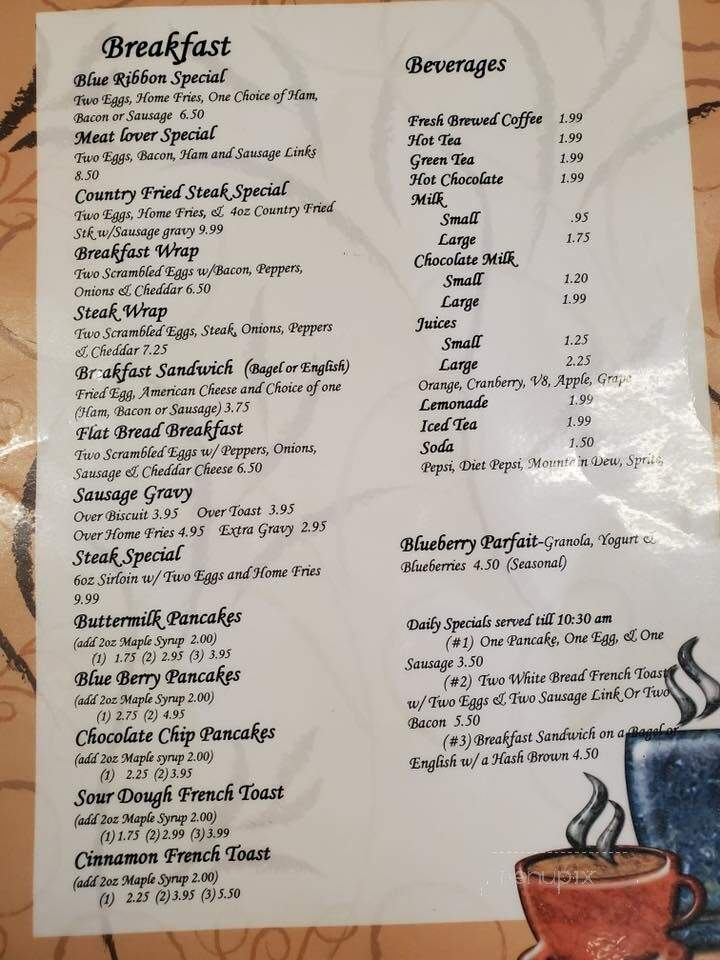 Breakfast
Blue Ribbon Special
Two Eggs, Home Fries, One Choice of Ham,
Bacon or Sausage 6.50
Meat lover Special
Two Eggs, Bacon, Ham and Sausage Links
8.50
Country Fried Steak Special
Two Eggs, Home Fries, & 4oz Country Fried
Stk w/Sausage gravy 9.99
Breakfast Wrap
Two Scrambled Eggs w/Bacon, Peppers,
Onions & Cheddar 6.50
Steak Wrap
Two Scrambled Eggs, Steak, Onions, Peppers
& Cheddar 7.25
Breakfast Sandwich (Bagel or English)
Fried Egg, American Cheese and Choice of one
(Ham, Bacon or Sausage) 3.75
Flat Bread Breakfast
Two Scrambled Eggs w/ Peppers, Onions,
Sausage & Cheddar Cheese 6.50
Sausage Gravy
Over Biscuit 3.95 Over Toast 3.95
Over Home Fries 4.95 Extra Gravy 2.95
Steak Special
6oz Sirloin w/ Two Eggs and Home Fries
9.99
Buttermilk Pancakes
(add 2oz Maple Syrup 2.00)
(1) 1.75 (2) 2.95 (3) 3.95
Blue Berry Pancakes
(add 2oz Maple Syrup 2.00)
(1) 2.75 (2) 4.95
Chocolate Chip Pancakes
(add 2oz Maple syrup 2.00)
(1) 2.25 (2) 3.95
Sour Dough French Toast
(add 2oz Maple Syrup 2.00)
(1) 1.75 (2) 2.99 (3) 3.99
Cinnamon French Toast
(add 2oz Maple Syrup 2.00)
(1) 2.25 (2) 3.95 (3) 5.50
Beverages
Fresh Brewed Coffee 1.99
Hot Tea 1.99
Green Tea 1.99
Hot Chocolate 1.99
Milk
Small .95
Large 1.75
Chocolate Milk
Small 1.20
Large 1.99
Juices
Small 1.25
Large 2.25
Orange, Cranberry, V8, Apple, Grape
Lemonade 1.99
Iced Tea 1.99
Soda 1.50
Pepsi, Diet Pepsi, Mountain Dew, Sprite,
Blueberry Parfait-Granola, Yogurt &
Blueberries 4.50 (Seasonal)
Daily Specials served till 10:30 am
(#1) One Pancake, One Egg, & One
Sausage 3.50
(#2) Two White Bread French Toast
w/ Two Eggs & Two Sausage Link Or Two
Bacon 5.50
(#3) Breakfast Sandwich on a Bagel or
English w/ a Hash Brown 4.50
menupix